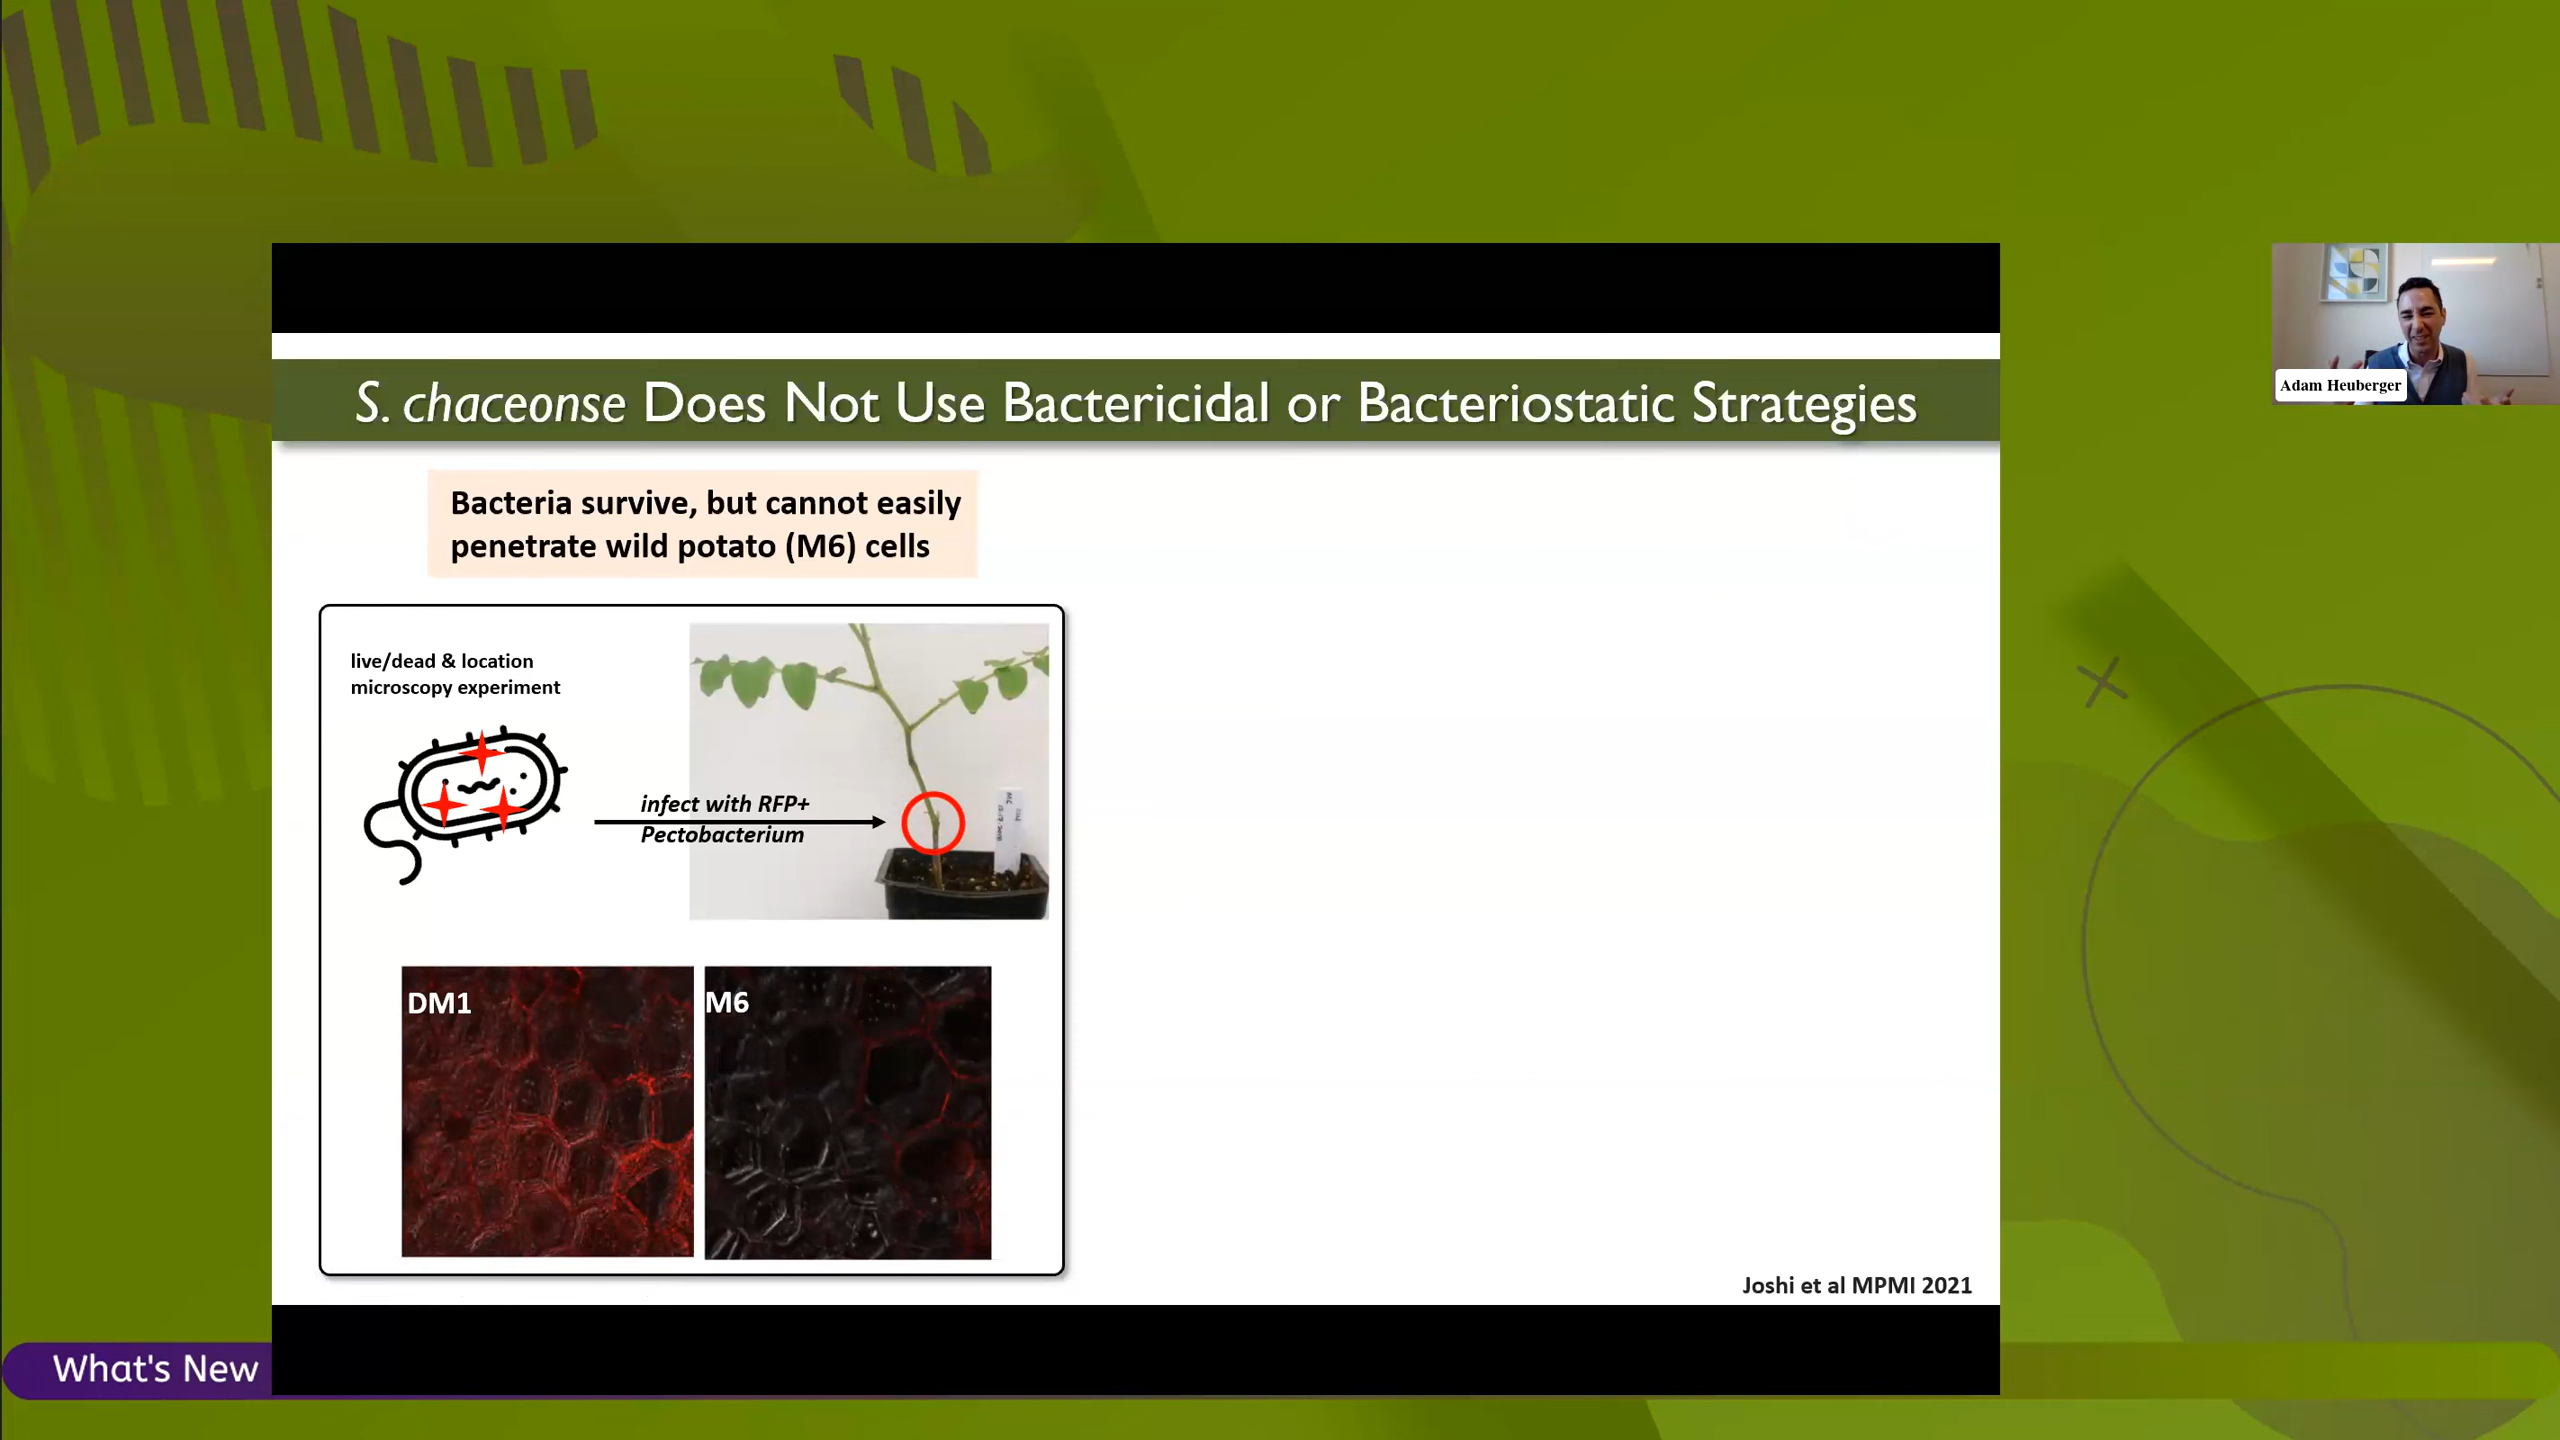 S. chaceonse Does Not Use Bactericidal or Bacteriostatic Strategies
Adam Heuberger
Bacteria survive, but cannot easily
penetrate wild potato (M6) cells
live/dead & location
microscopy experiment
infect with RFP+
Pectobacterium
DM1
M6
Joshi et al MPMI 2021
What's New